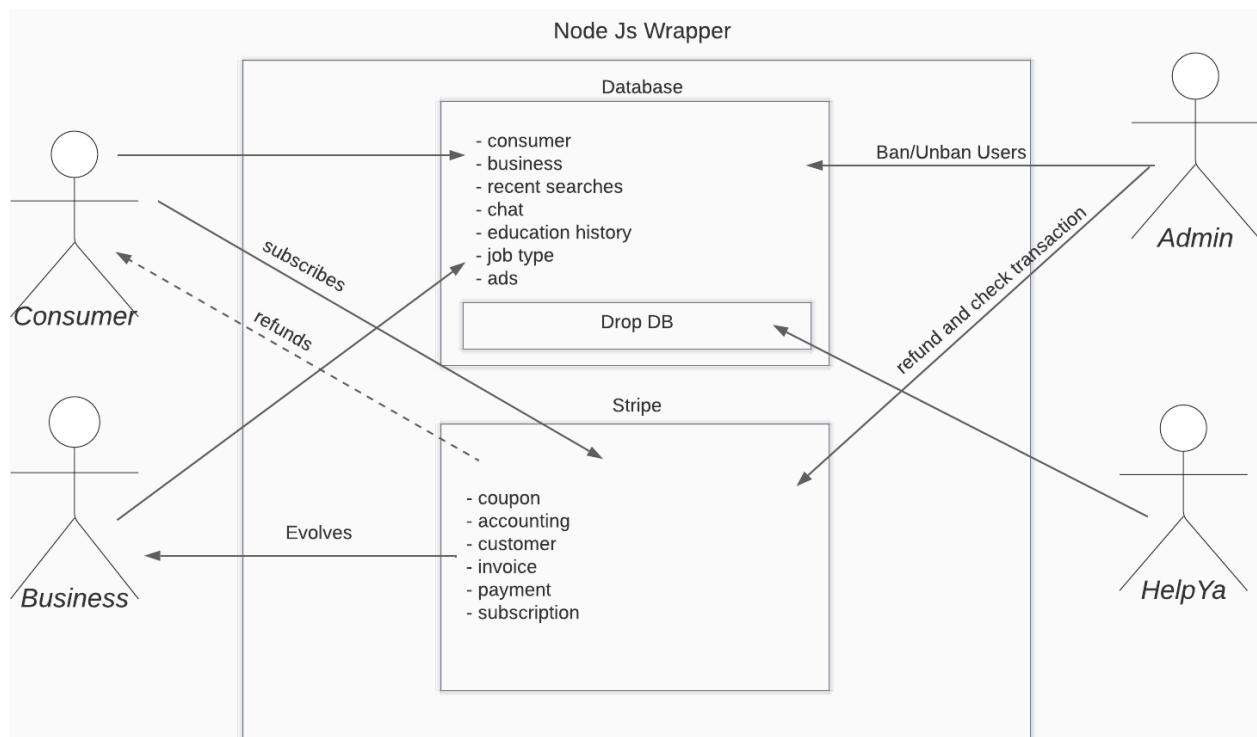 Node Js Wrapper
Database
- consumer
- business
- recent searches
- chat
- education history
- job type
- ads
Drop DB
Ban/Unban Users
Admin
Consumer
subscribes
refunds
refund and check transaction
Stripe
- coupon
- accounting
- customer
- invoice
- payment
- subscription
Evolves
Business
HelpYa